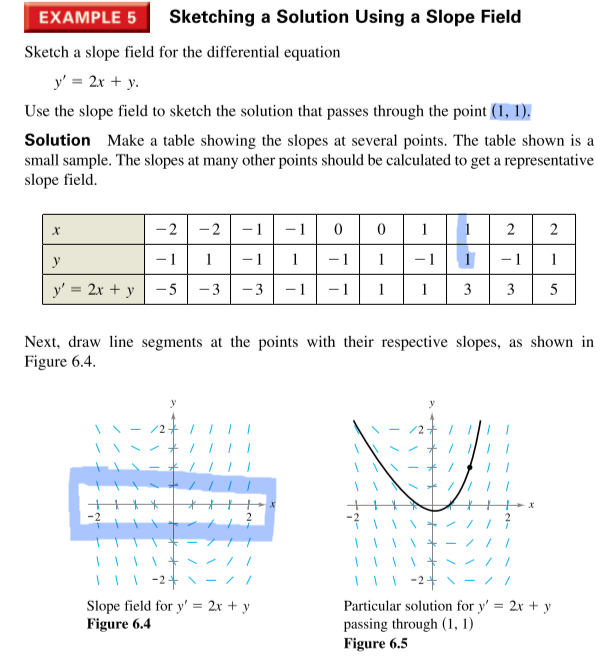 EXAMPLE 5 Sketching a Solution Using a Slope Field
Sketch a slope field for the differential equation
y′ = 2x + y.
Use the slope field to sketch the solution that passes through the point (1, 1).
Solution Make a table showing the slopes at several points. The table shown is a
small sample. The slopes at many other points should be calculated to get a representative
slope field.
x −2 −2 −1 −1 0 0 1 1 2 2
y −1 1 −1 1 −1 1 −1 1 −1 1
y′ = 2x + y −5 −3 −3 −1 −1 1 1 3 3 5
Next, draw line segments at the points with their respective slopes, as shown in
Figure 6.4.
y
2
x
−2 2
−2
Slope field for y′ = 2x + y
Figure 6.4
y
2
x
−2 2
−2
Particular solution for y′ = 2x + y
passing through (1, 1)
Figure 6.5